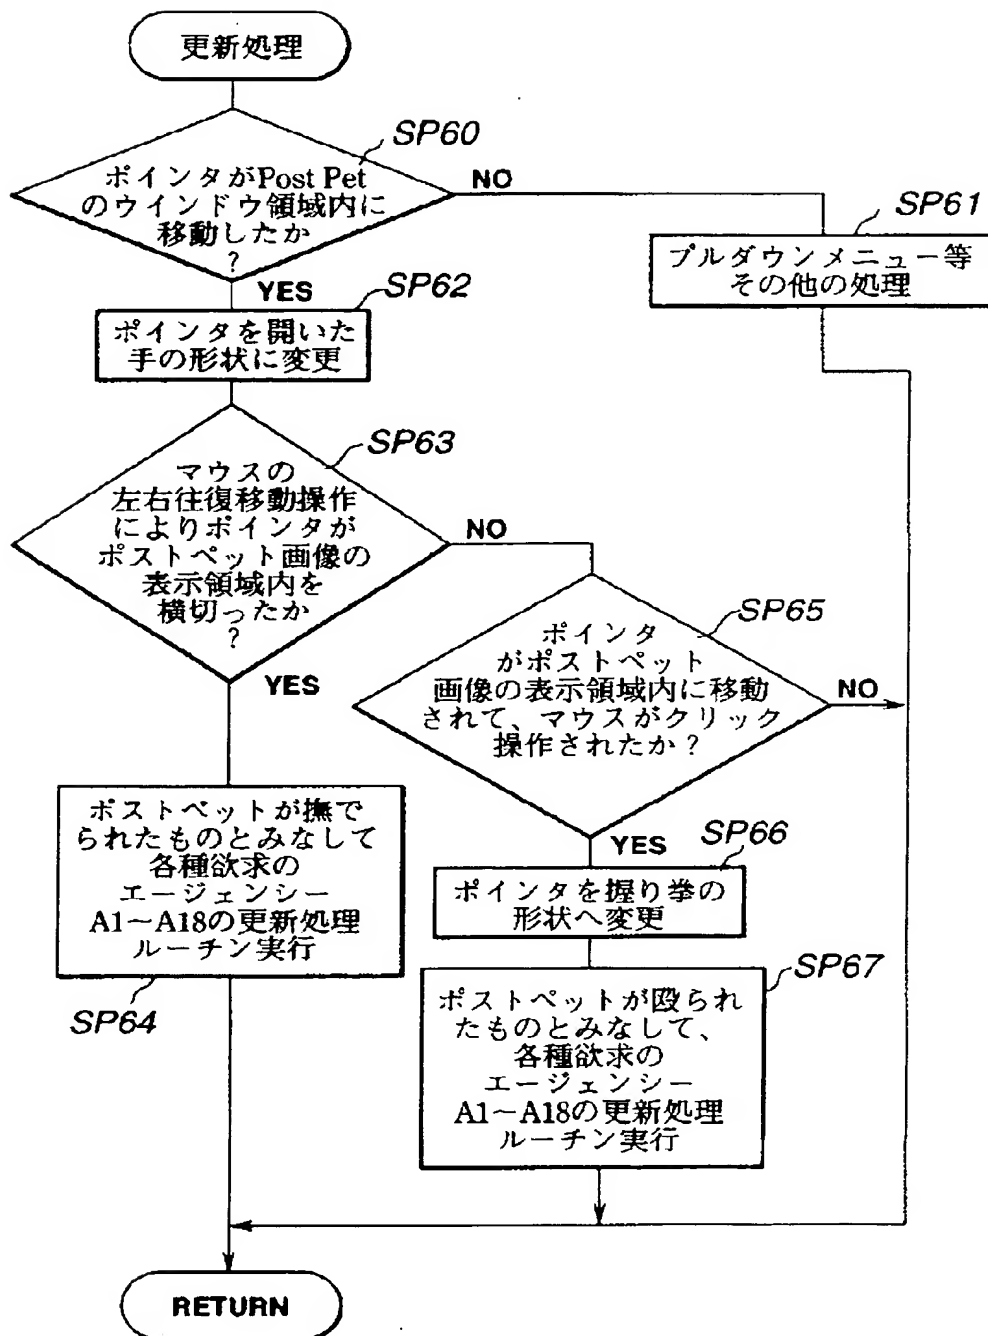 更新処理
SP60
ポインタがPost Pet
のウインドウ領域内に
移動したか
?
NO
YES
SP61
プルダウンメニュー等
その他の処理
SP62
ポインタを開いた
手の形状に変更
SP63
マウスの
左右往復移動操作
によりポインタが
ポストペット画像の
表示領域内を
横切ったか
?
NO
YES
SP65
ポインタ
がポストペット
画像の表示領域内に移動
されて、マウスがクリック
操作されたか?
NO
YES
ポストペットが撫で
られたものとみなして
各種欲求の
エージェンシー
A1~A18の更新処理
ルーチン実行
SP64
SP66
ポインタを握り拳の
形状へ変更
SP67
ポストペットが殴られ
たものとみなして、
各種欲求の
エージェンシー
A1~A18の更新処理
ルーチン実行
RETURN